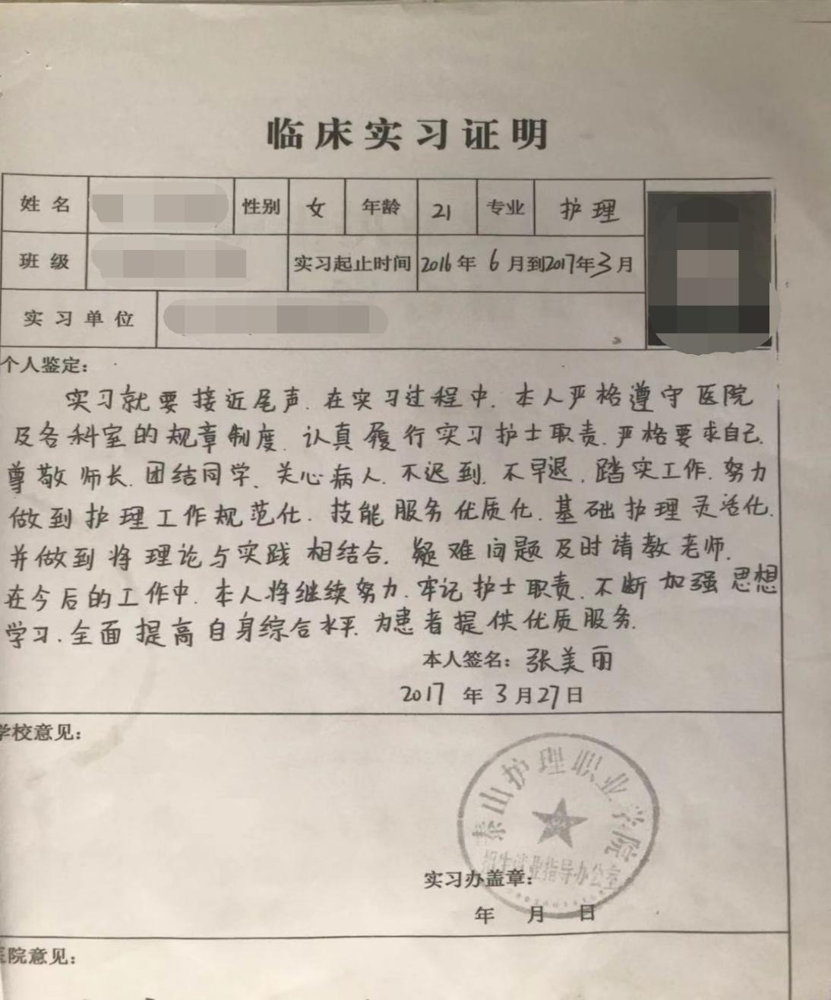 临床实习证明
姓名 性别 女 年龄 21 专业 护理
班级 实习起止时间 2016年6月到2017年3月
实习单位
个人鉴定：
实习就要接近尾声.在实习过程中.本人严格遵守医院
及各科室的规章制度.认真履行实习护士职责.严格要求自己.
尊敬师长.团结同学、关心病人.不迟到.不早退.踏实工作.努力
做到护理工作规范化.技能服务优质化.基础护理灵活化.
并做到将理论与实践相结合.疑难问题及时请教老师.
在今后的工作中.本人将继续努力.牢记护士职责.不断加强思想
学习.全面提高自身综合水平.为患者提供优质服务.
本人签名：张美丽
2017年3月27日
学校意见：
泰山护理职业学院
招生就业指导办公室
实习办盖章：
年 月 日
医院意见：